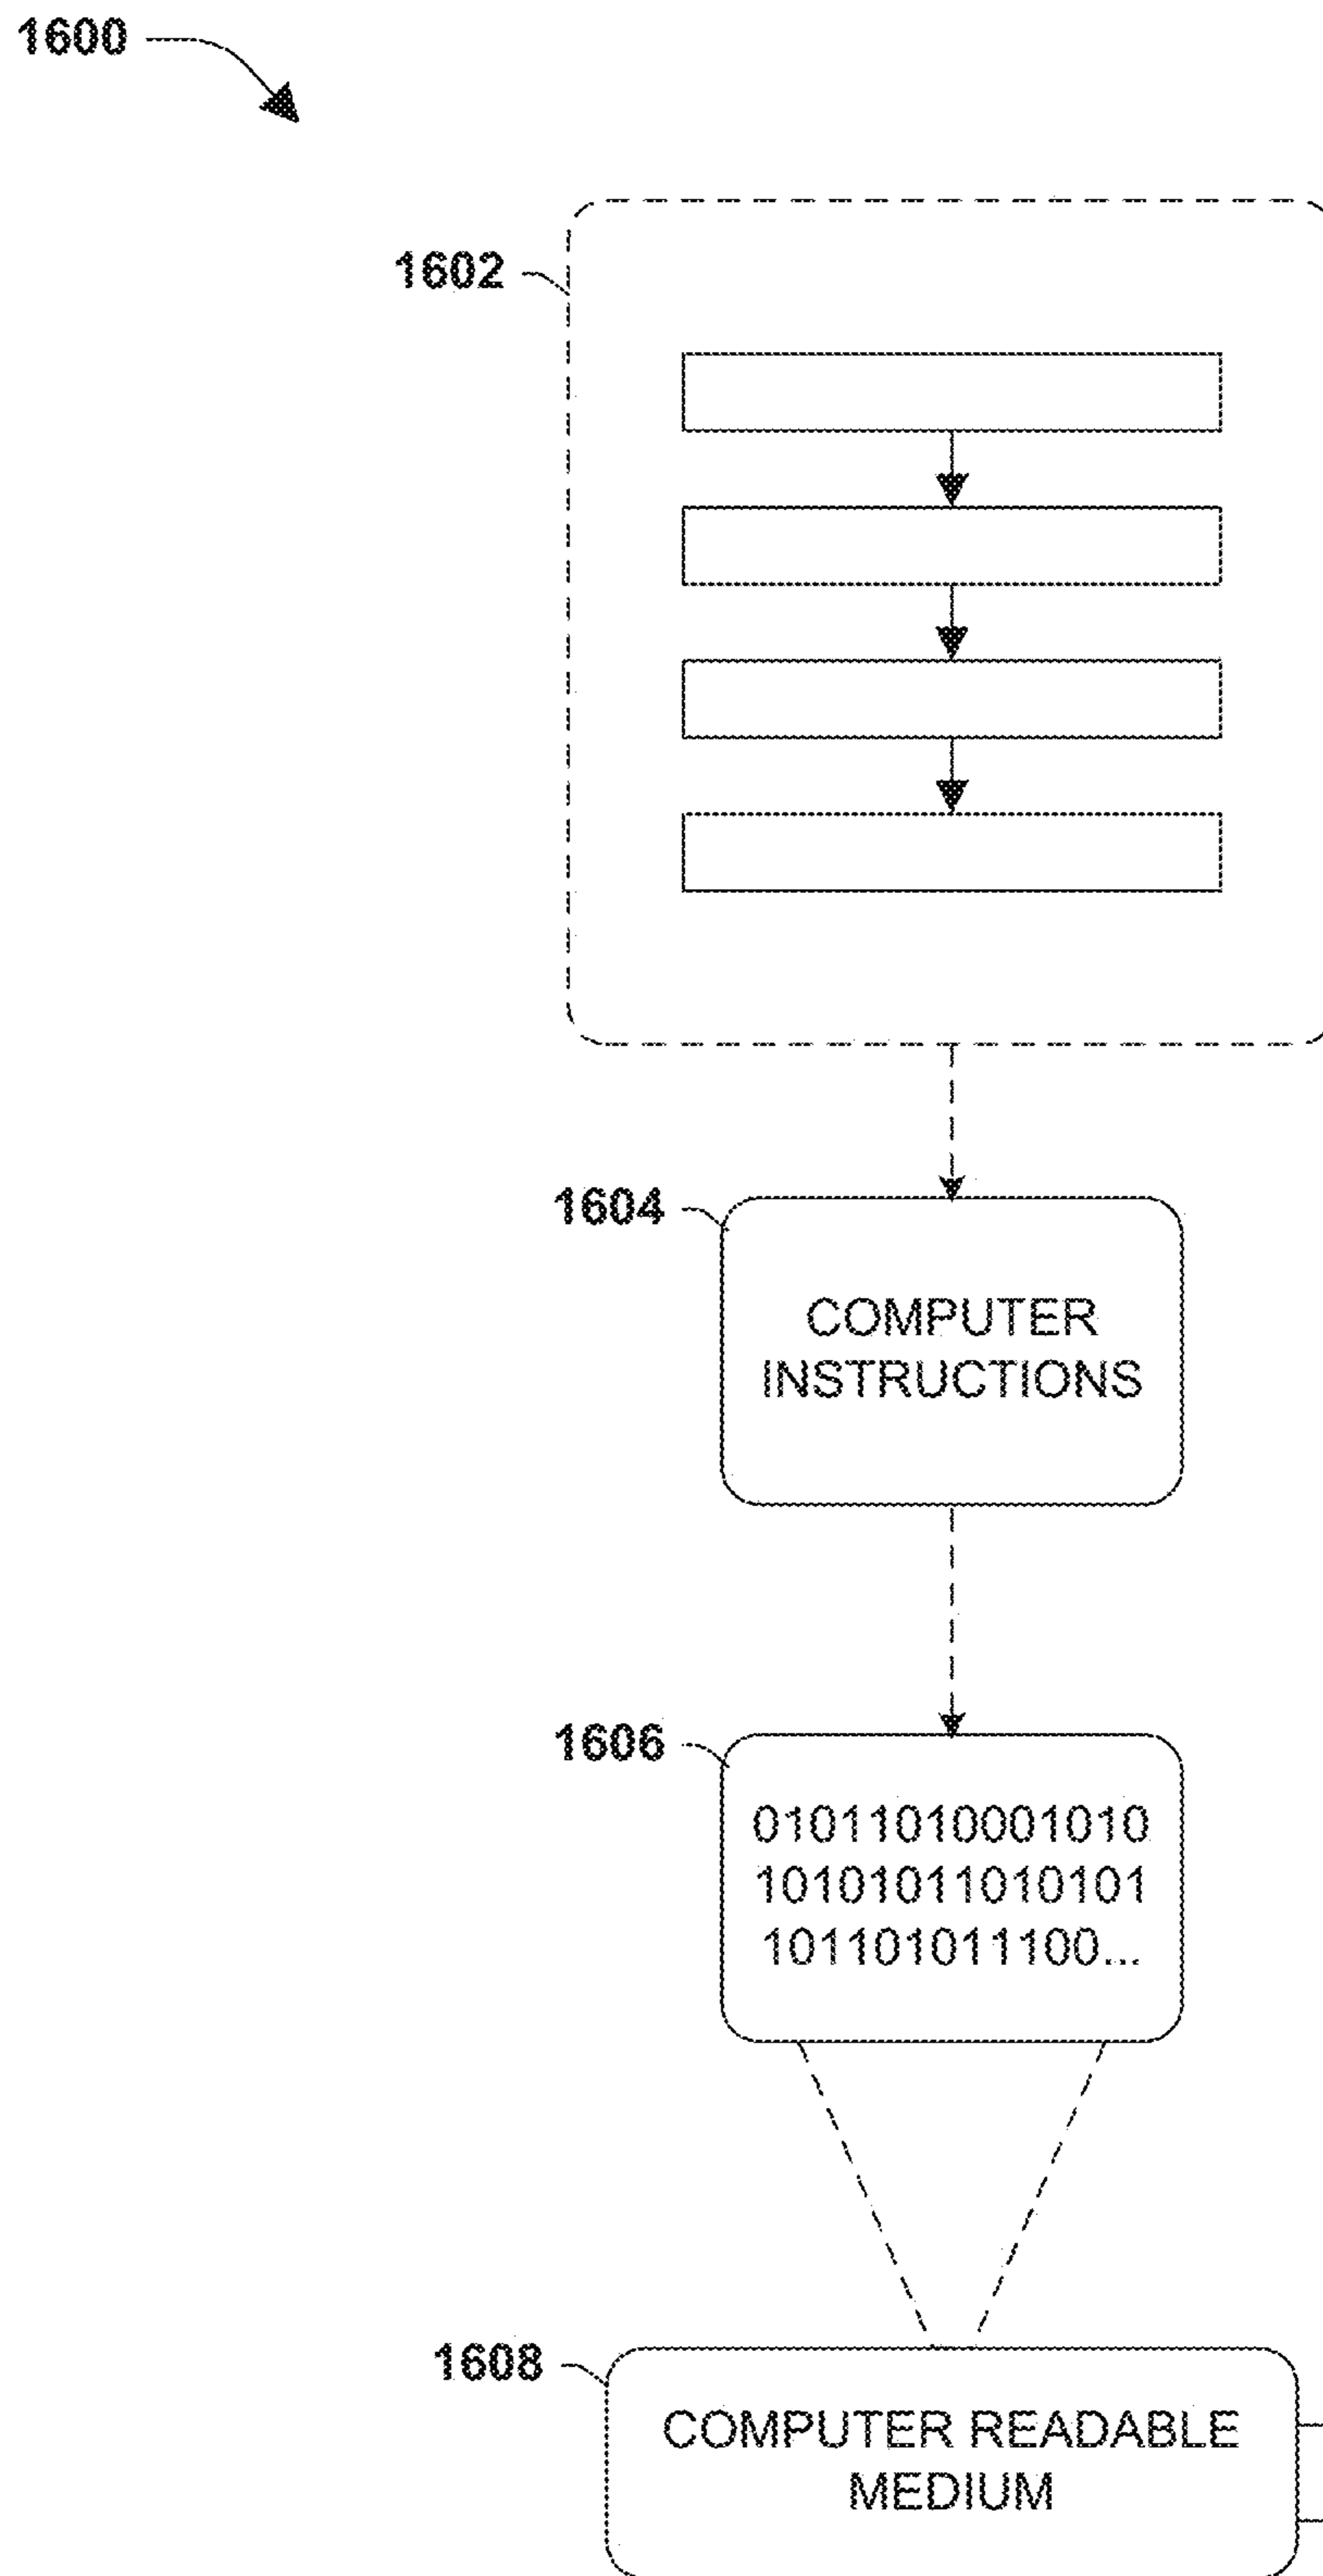 1600
1602
1604
COMPUTER
INSTRUCTIONS
1606
01011010001010
10101011010101
101101011100...
1608
COMPUTER READABLE
MEDIUM